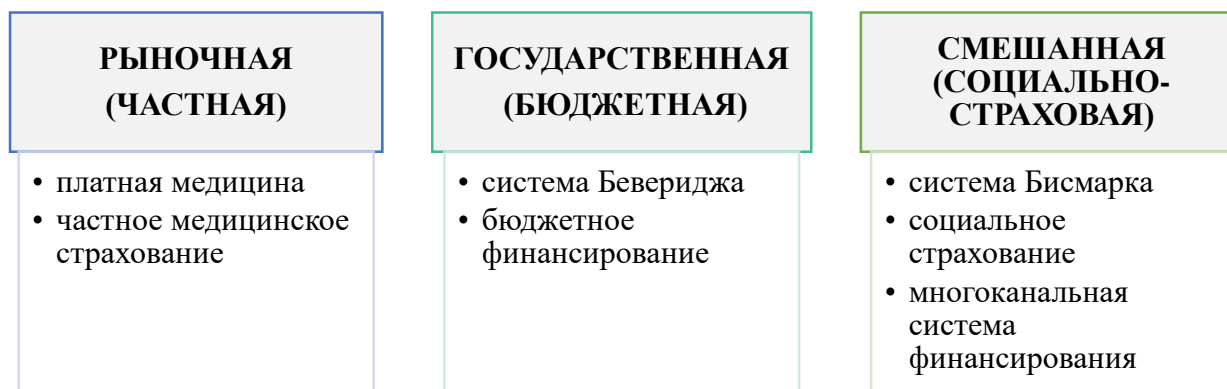 РЫНОЧНАЯ
(ЧАСТНАЯ)
• платная медицина
• частное медицинское
страхование
ГОСУДАРСТВЕННАЯ
(БЮДЖЕТНАЯ)
• система Бевериджа
• бюджетное
финансирование
СМЕШАННАЯ
(СОЦИАЛЬНО-
СТРАХОВАЯ)
• система Бисмарка
• социальное
страхование
• многоканальная
система
финансирования